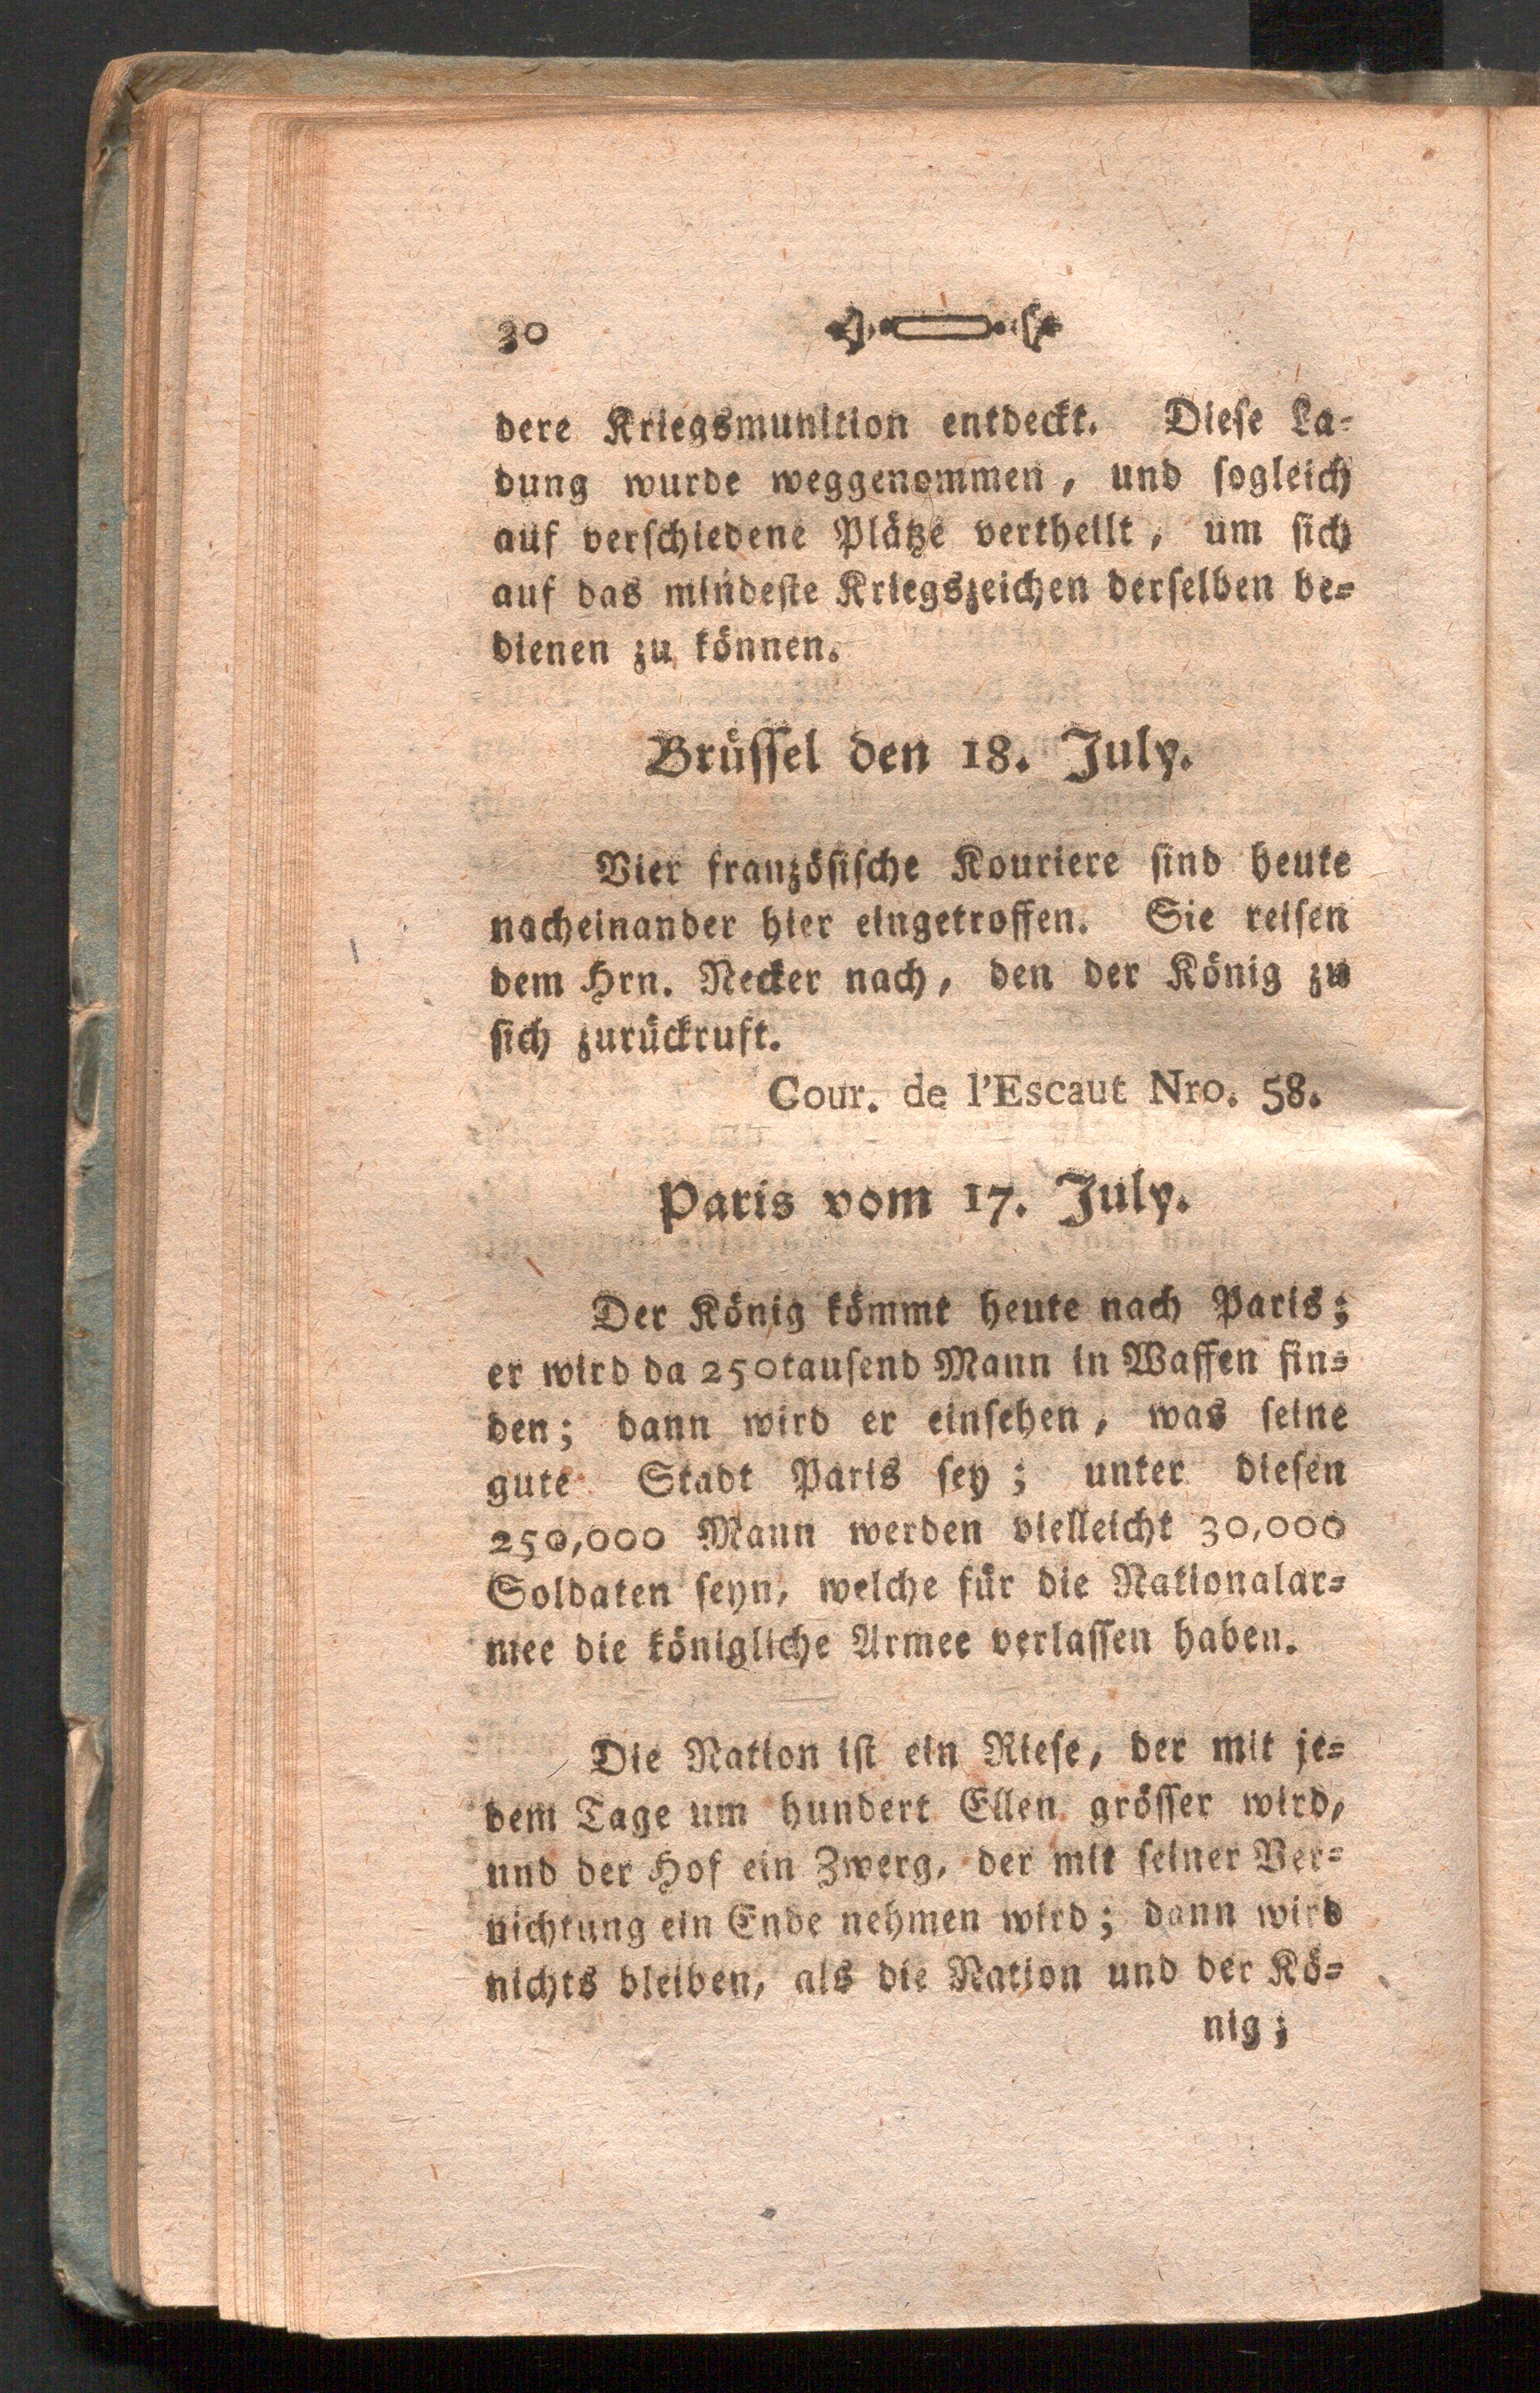 30
dere Kriegsmunition entdeckt. Diese La-
dung wurde weggenommen, und sogleich
auf verschiedene Plätze vertheilt, um sich
auf das mindeste Kriegszeichen derselben be-
dienen zu können.
Brüssel den 18. July.
Vier französische Kouriere sind heute
nacheinander hier eingetroffen. Sie reisen
dem Hrn. Necker nach, den der König zu
sich zurückruft.
Cour. de l'Escaut Nro. 58.
Paris vom 17. July.
Der König kömmt heute nach Paris;
er wird da 250tausend Mann in Waffen fin-
den; dann wird er einsehen, was seine
gute Stadt Paris sey; unter diesen
250,000 Mann werden vielleicht 30,000
Soldaten seyn, welche für die Nationalar-
mee die königliche Armee verlassen haben.
Die Nation ist ein Riese, der mit je-
dem Tage um hundert Ellen grösser wird,
und der Hof ein Zwerg, der mit seiner Ver-
nichtung ein Ende nehmen wird; dann wird
nichts bleiben, als die Nation und der Kö-
nig;